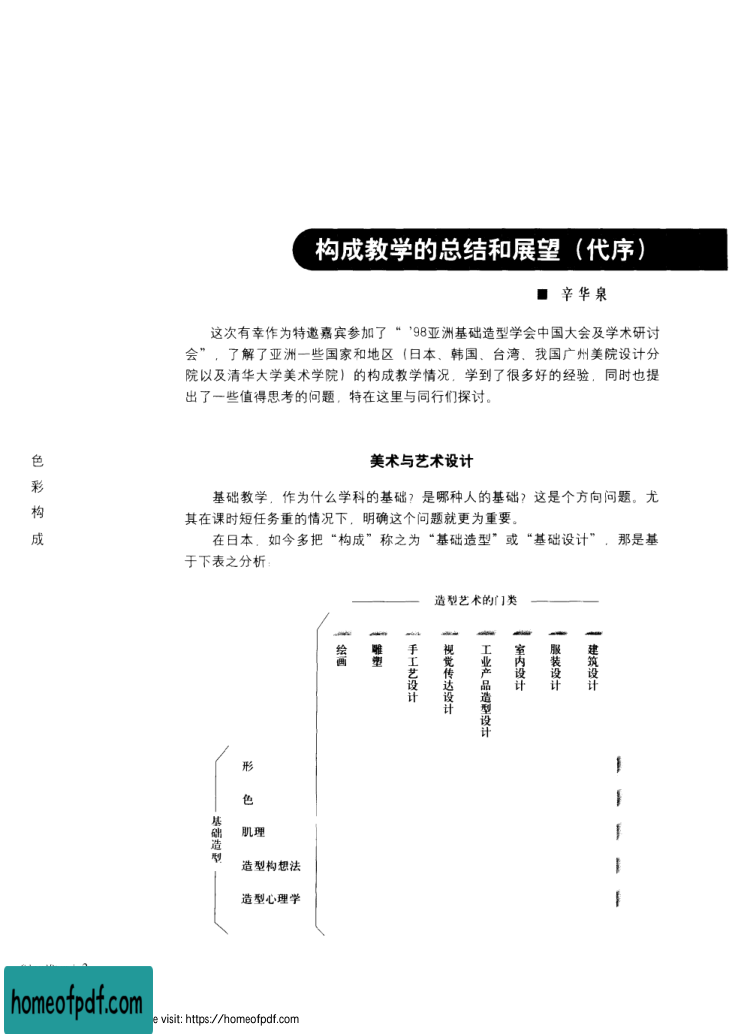 构成教学的总结和展望（代序）
■ 辛华泉
这次有幸作为特邀嘉宾参加了“ '98亚洲基础造型学会中国大会及学术研讨
会”，了解了亚洲一些国家和地区（日本、韩国、台湾、我国广州美院设计分
院以及清华大学美术学院）的构成教学情况，学到了很多好的经验，同时也提
出了一些值得思考的问题，特在这里与同行们探讨。
色彩构成
美术与艺术设计
基础教学，作为什么学科的基础？是哪种人的基础？这是个方向问题。尤
其在课时短任务重的情况下，明确这个问题就更为重要。
在日本，如今多把“构成”称之为“基础造型”或“基础设计”，那是基
于下表之分析：
造型艺术的门类
绘画
雕塑
手工艺设计
视觉传达设计
工业产品造型设计
室内设计
服装设计
建筑设计
基础造型
形
色
肌理
造型构想法
造型心理学
homeofpdf.com
e visit: https://homeofpdf.com